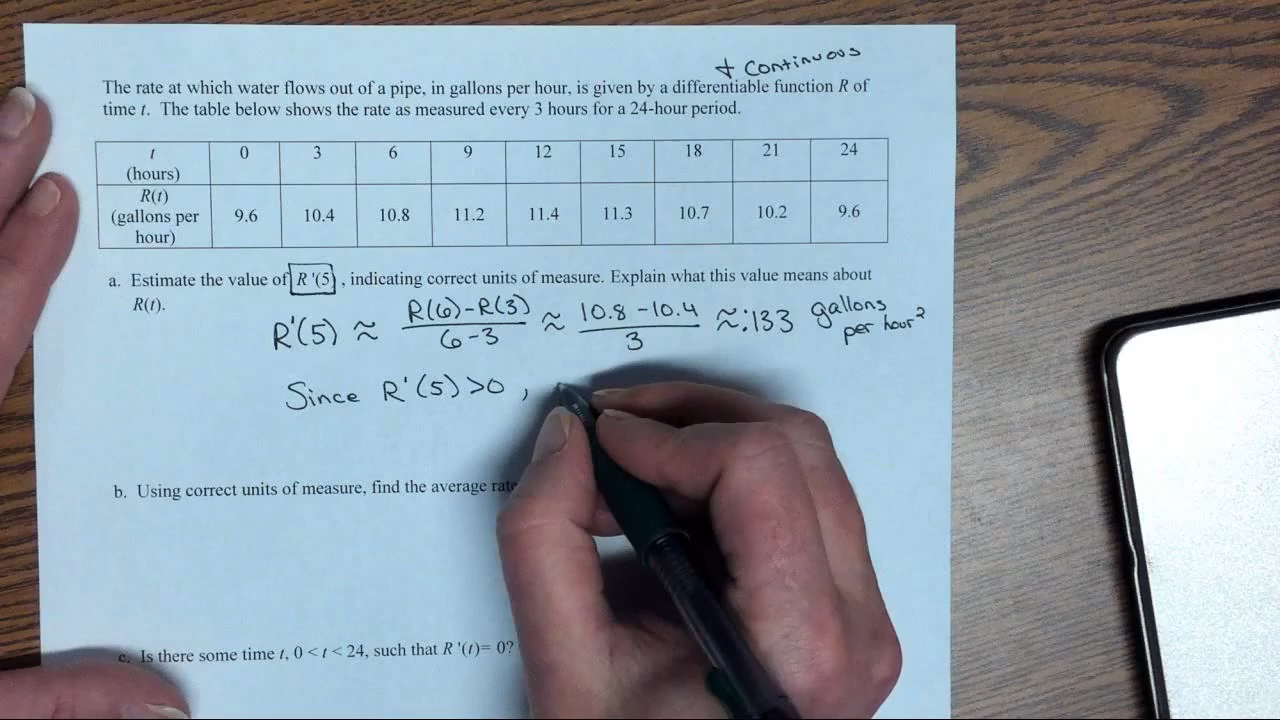 + Continuous
The rate at which water flows out of a pipe, in gallons per hour, is given by a differentiable function R of
time t. The table below shows the rate as measured every 3 hours for a 24-hour period.
t (hours) 0 3 6 9 12 15 18 21 24
R(t) (gallons per hour) 9.6 10.4 10.8 11.2 11.4 11.3 10.7 10.2 9.6
a. Estimate the value of R '(5) , indicating correct units of measure. Explain what this value means about
R(t).
R'(5) ≈ R(6)-R(3) / 6-3 ≈ 10.8-10.4 / 3 ≈ .133 gallons per hour²
Since R'(5)>0 ,
b. Using correct units of measure, find the average rate
c. Is there some time t, 0 < t < 24, such that R '(t)= 0?